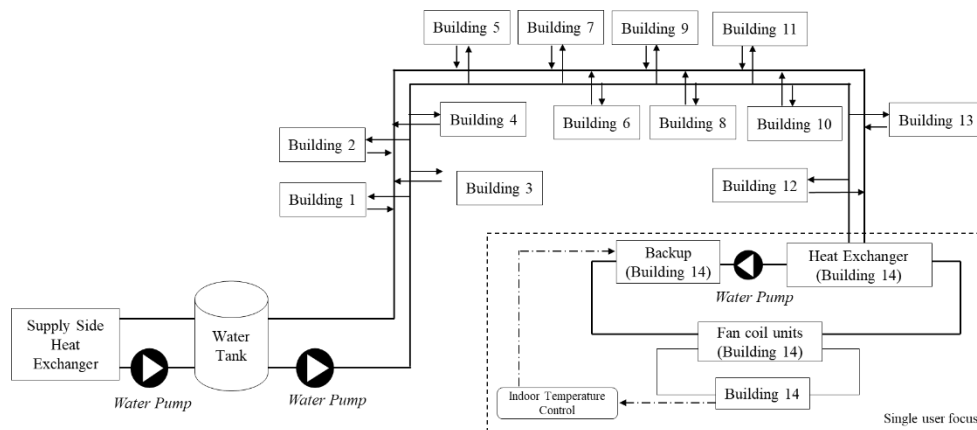 Building 5
Building 7
Building 9
Building 11
Building 4
Building 6
Building 8
Building 10
Building 13
Building 2
Building 3
Building 12
Building 1
Backup
(Building 14)
Heat Exchanger
(Building 14)
Water Pump
Supply Side
Heat
Exchanger
Water
Tank
Fan coil units
(Building 14)
Water Pump
Water Pump
Indoor Temperature
Control
Building 14
Single user focus